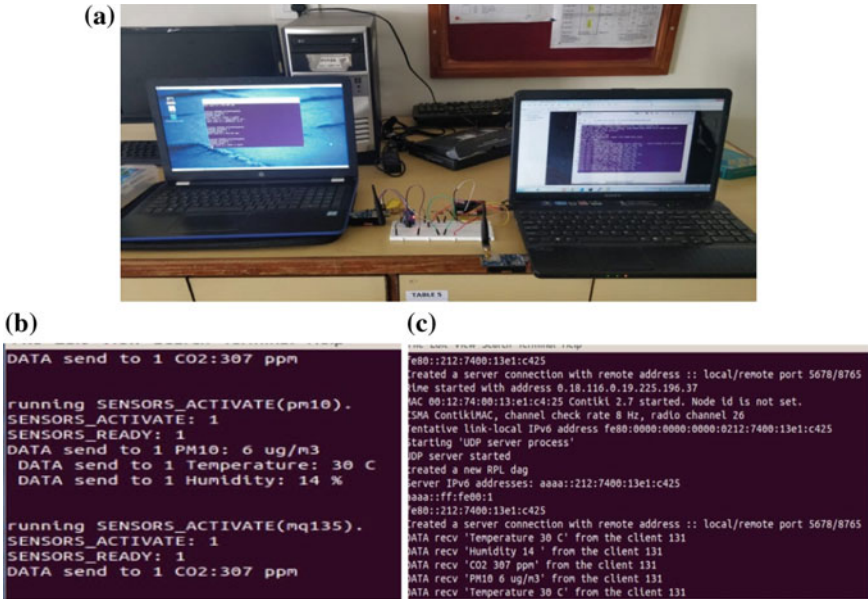 (a)
TABLE 5
(b)
DATA send to 1 CO2:307 ppm
running SENSORS_ACTIVATE(pm10).
SENSORS_ACTIVATE: 1
SENSORS_READY: 1
DATA send to 1 PM10: 6 ug/m3
DATA send to 1 Temperature: 30 C
DATA send to 1 Humidity: 14 %
running SENSORS_ACTIVATE(mq135).
SENSORS_ACTIVATE: 1
SENSORS_READY: 1
DATA send to 1 CO2:307 ppm
(c)
Edit View Search Terminal Help
fe80::212:7400:13e1:c425
Created a server connection with remote address :: local/remote port 5678/8765
Rime started with address 0.18.116.0.19.225.196.37
MAC 00:12:74:00:13:e1:c4:25 Contiki 2.7 started. Node id is not set.
CSMA ContikiMAC, channel check rate 8 Hz, radio channel 26
Tentative link-local IPv6 address fe80:0000:0000:0000:0212:7400:13e1:c425
Starting 'UDP server process'
UDP server started
created a new RPL dag
Server IPv6 addresses: aaaa::212:7400:13e1:c425
aaaa::ff:fe00:1
fe80::212:7400:13e1:c425
Created a server connection with remote address :: local/remote port 5678/8765
DATA recv 'Temperature 30 C' from the client 131
DATA recv 'Humidity 14 ' from the client 131
DATA recv 'CO2 307 ppm' from the client 131
DATA recv 'PM10 6 ug/m3' from the client 131
DATA recv 'Temperature 30 C' from the client 131